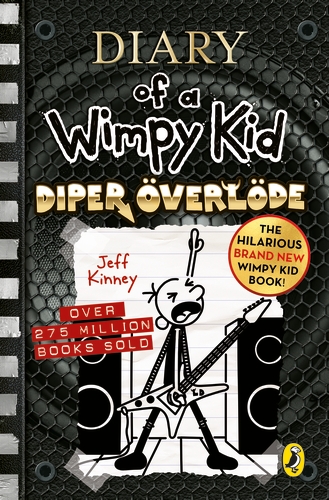 DIARY
of a
Wimpy Kid
DIPER ÖVERLÖDE
THE
HILARIOUS
BRAND NEW
WIMPY KID
BOOK!
Jeff
Kinney
OVER
275 MILLION
BOOKS SOLD